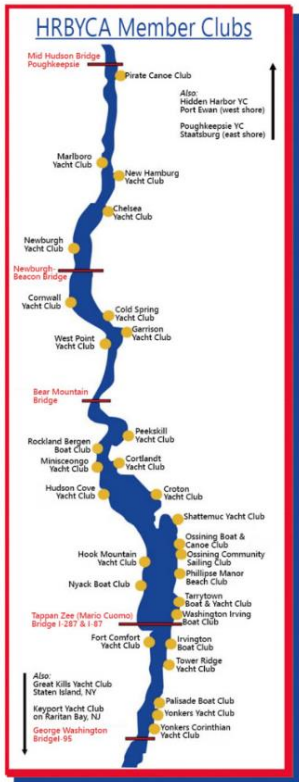 HRBYCA Member Clubs
Mid Hudson Bridge
Poughkeepsie
Pirate Canoe Club
Also:
Hidden Harbor YC
Port Ewan (west shore)
Poughkeepsie YC
Staatsburg (east shore)
Marlboro
Yacht Club
New Hamburg
Yacht Club
Chelsea
Yacht Club
Newburgh
Yacht Club
Newburgh-
Beacon Bridge
Cornwall
Yacht Club
Cold Spring
Yacht Club
Garrison
Yacht Club
West Point
Yacht Club
Bear Mountain
Bridge
Peekskill
Yacht Club
Rockland Bergen
Boat Club
Minisceongo
Yacht Club
Cortlandt
Yacht Club
Hudson Cove
Yacht Club
Croton
Yacht Club
Shattemuc Yacht Club
Ossining Boat &
Canoe Club
Ossining Community
Sailing Club
Hook Mountain
Yacht Club
Phillipse Manor
Beach Club
Nyack Boat Club
Tarrytown
Boat & Yacht Club
Washington Irving
Boat Club
Tappan Zee (Mario Cuomo)
Bridge I-287 & I-87
Fort Comfort
Yacht Club
Irvington
Boat Club
Tower Ridge
Yacht Club
Also:
Great Kills Yacht Club
Staten Island, NY
Keyport Yacht Club
on Raritan Bay, NJ
Palisade Boat Club
Yonkers Yacht Club
Yonkers Corinthian
Yacht Club
George Washington
BridgeI-95